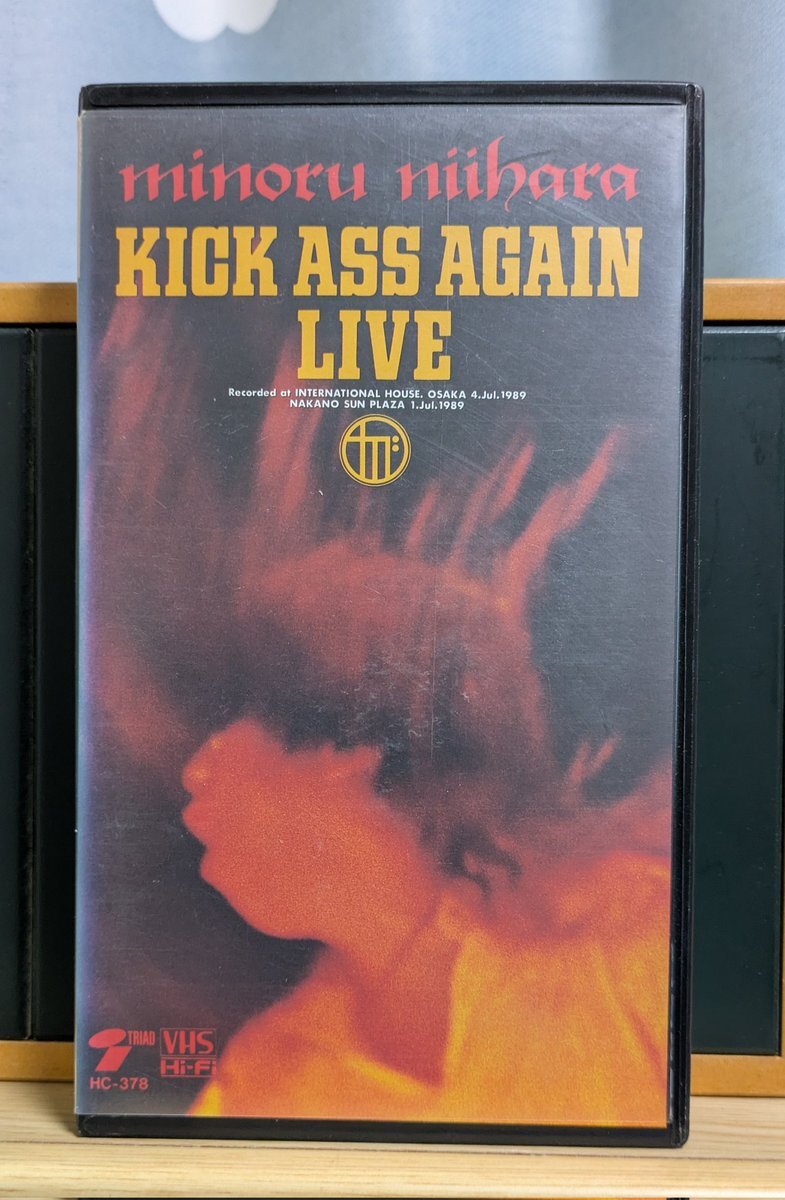 minoru niihara
KICK ASS AGAIN
LIVE
Recorded at INTERNATIONAL HOUSE, OSAKA 4.Jul.1989
NAKANO SUN PLAZA 1.Jul.1989
TRIAD
VHS
Hi-Fi
HC-378